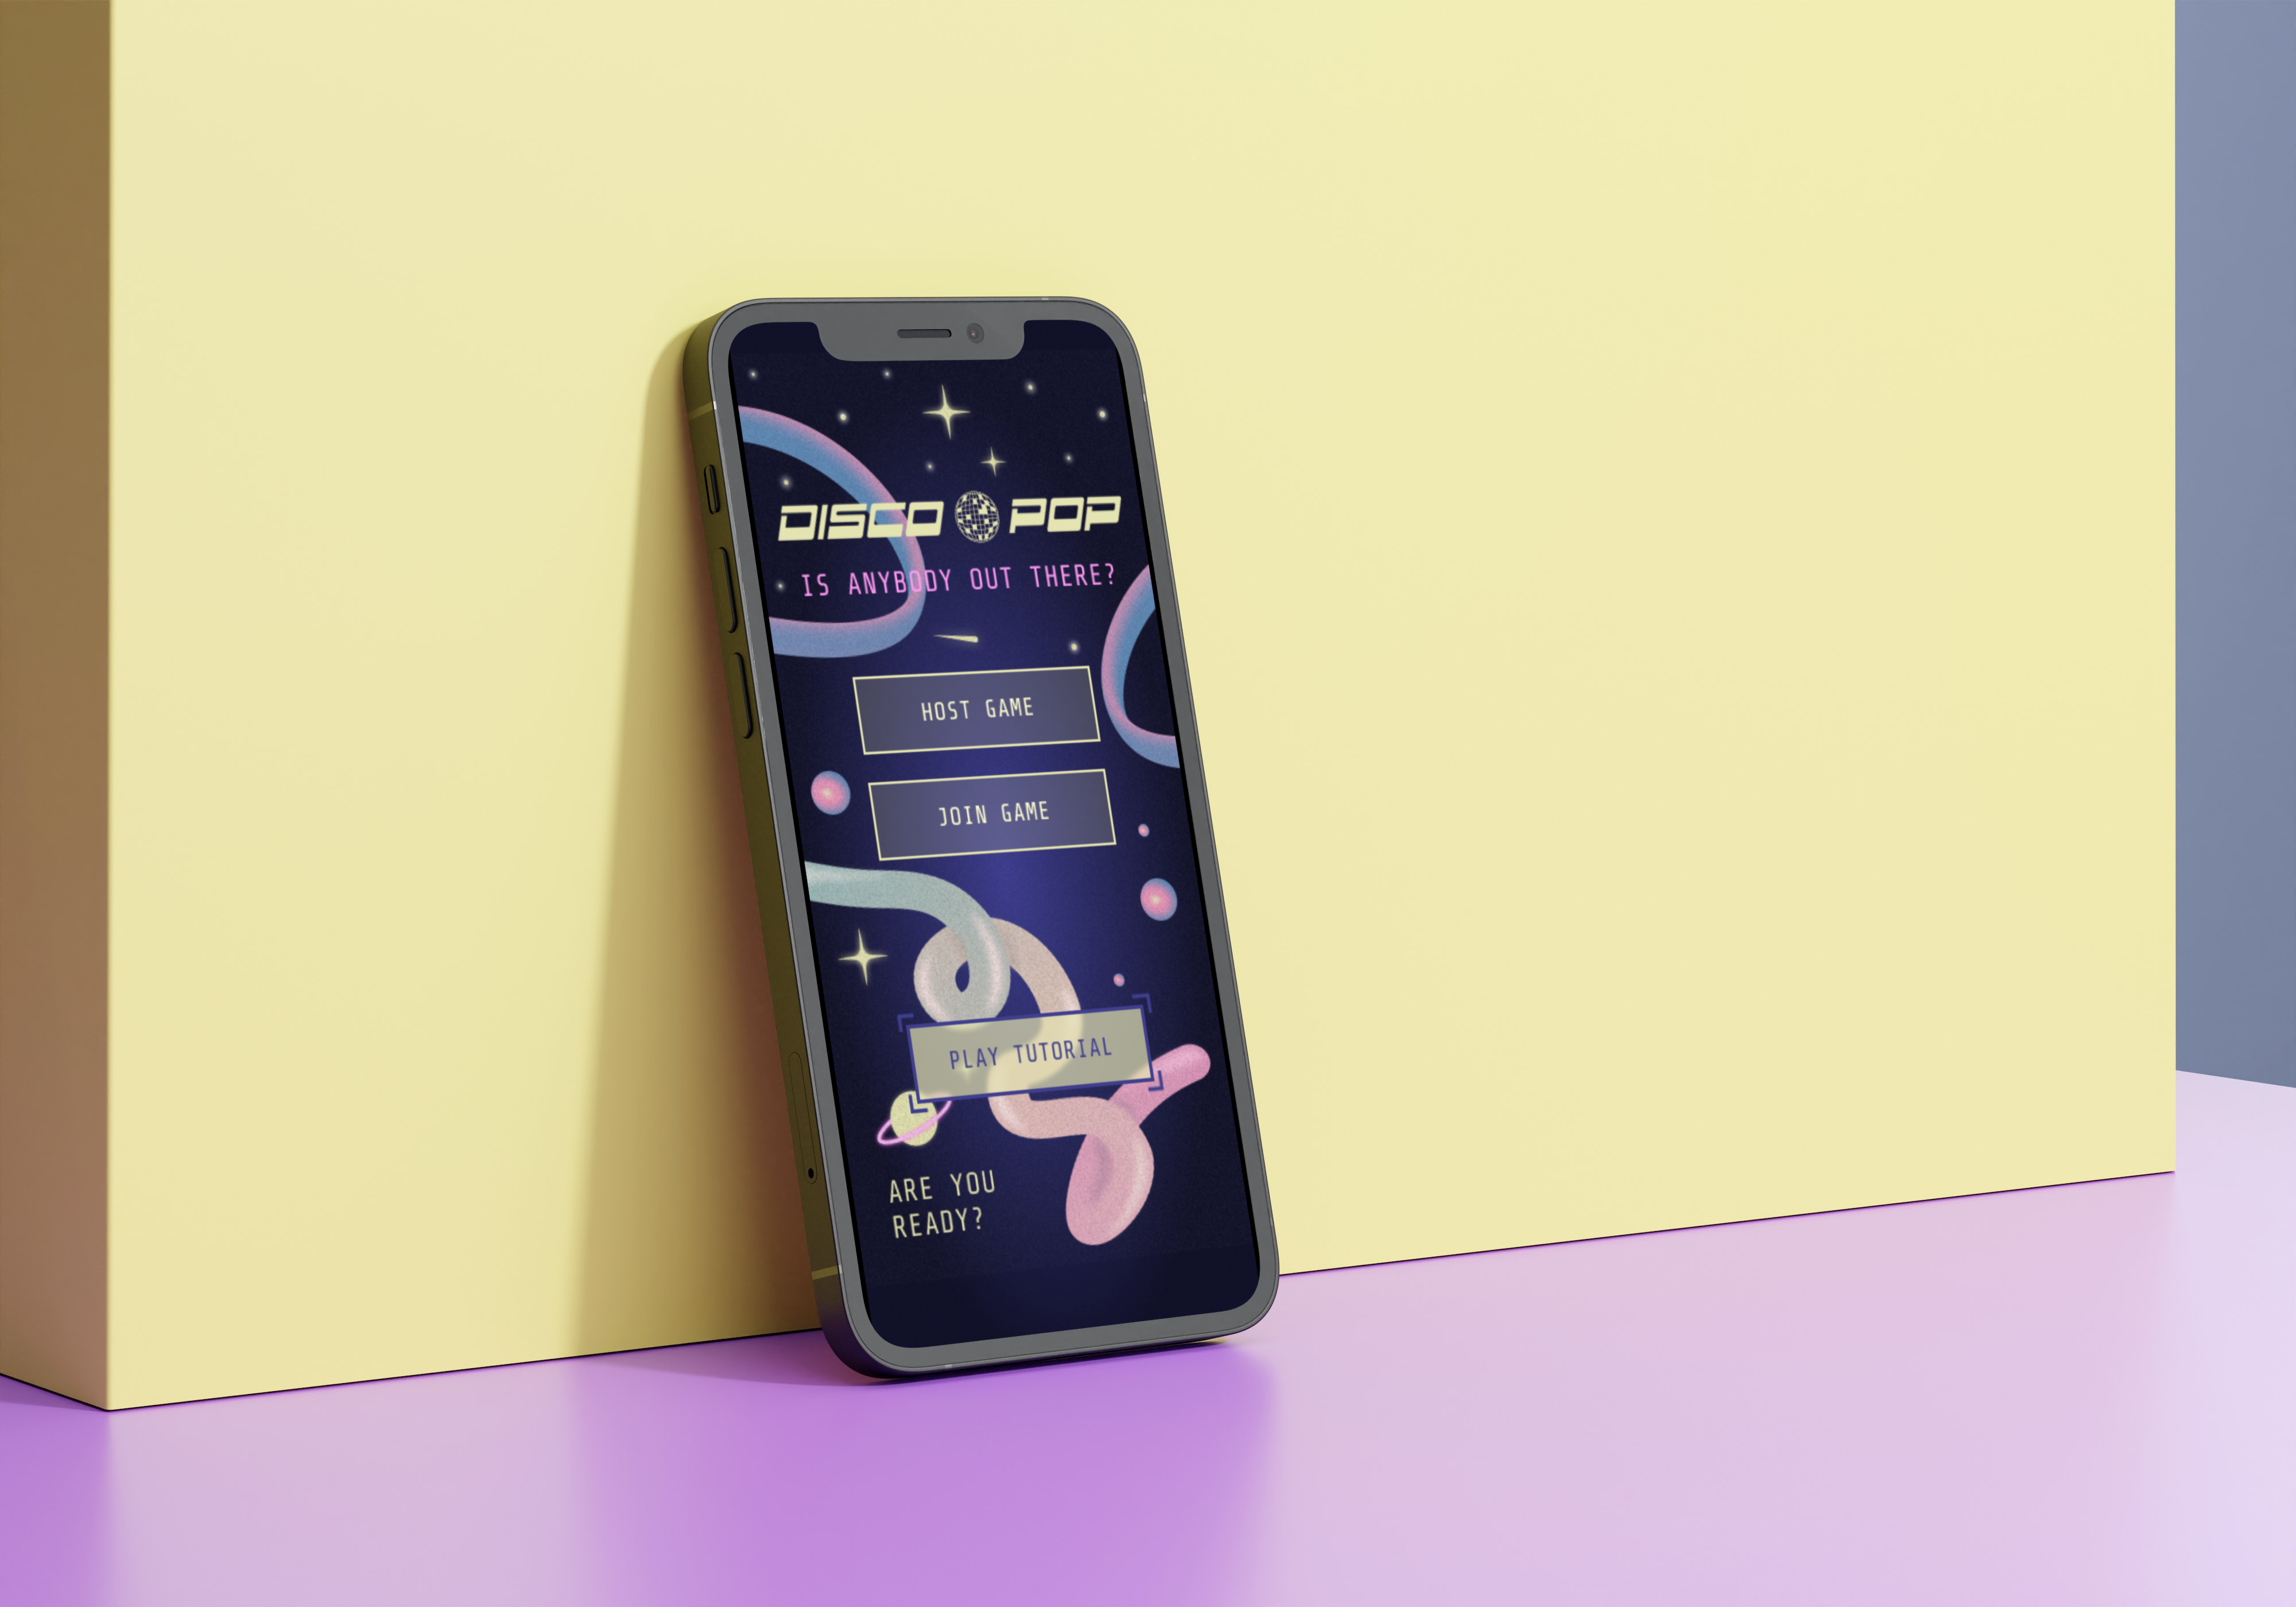 DISCO POP
IS ANYBODY OUT THERE?
HOST GAME
JOIN GAME
PLAY TUTORIAL
ARE YOU
READY?